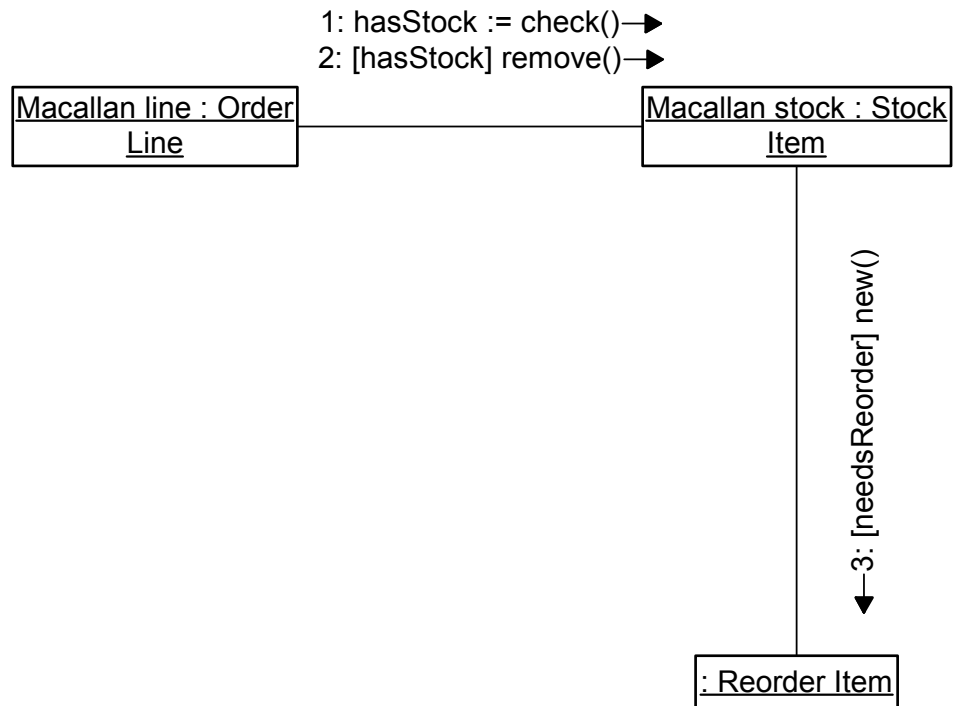 1: hasStock := check()
2: [hasStock] remove()
Macallan line : Order
Line
Macallan stock : Stock
Item
3: [needsReorder] new()
: Reorder Item